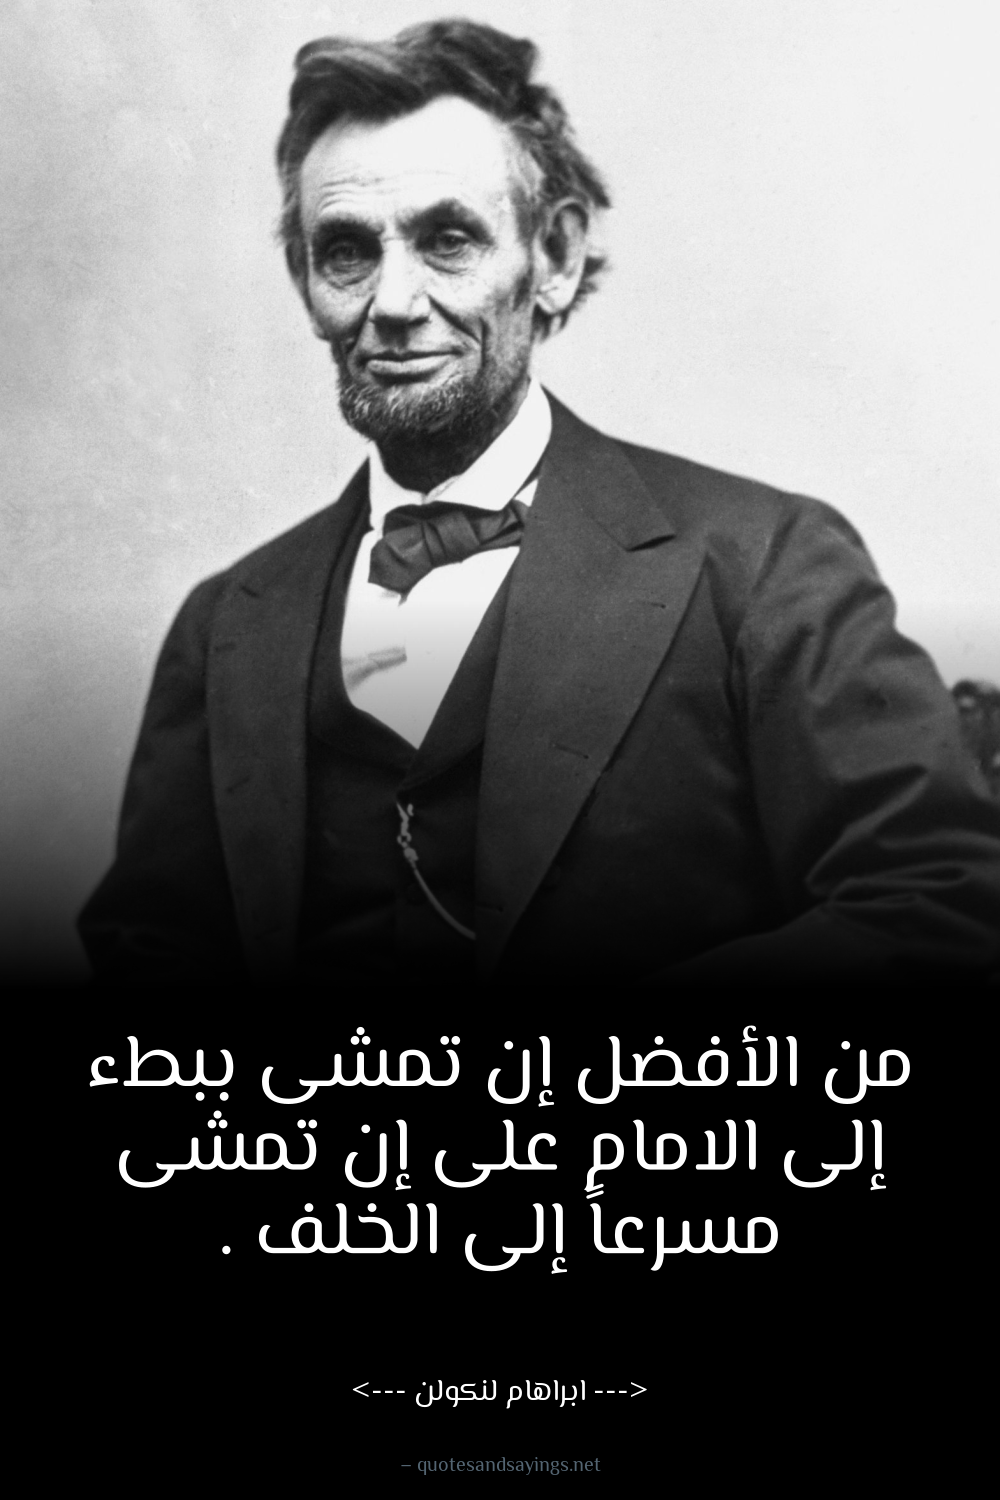 من الأفضل إن تمشى ببطء
إلى الامام على إن تمشى
مسرعاً إلى الخلف .
<--- ابراهام لنكولن --->
– quotesandsayings.net